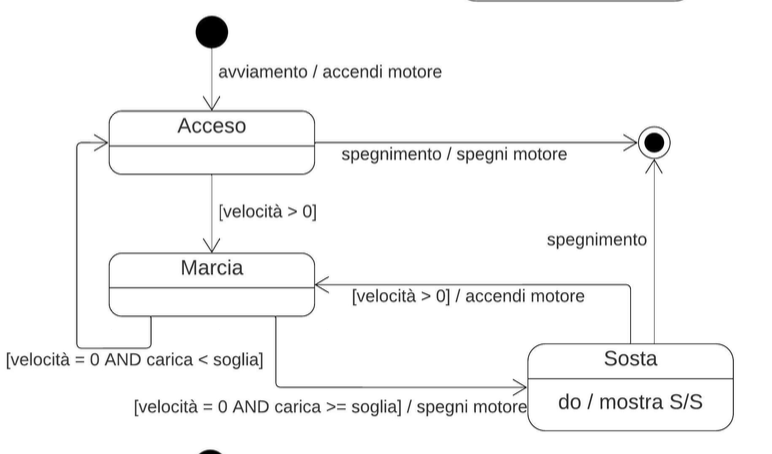 avviamento / accendi motore
Acceso
spegnimento / spegni motore
[velocità > 0]
spegnimento
Marcia
[velocità > 0] / accendi motore
[velocità = 0 AND carica < soglia]
Sosta
do / mostra S/S
[velocità = 0 AND carica >= soglia] / spegni motore